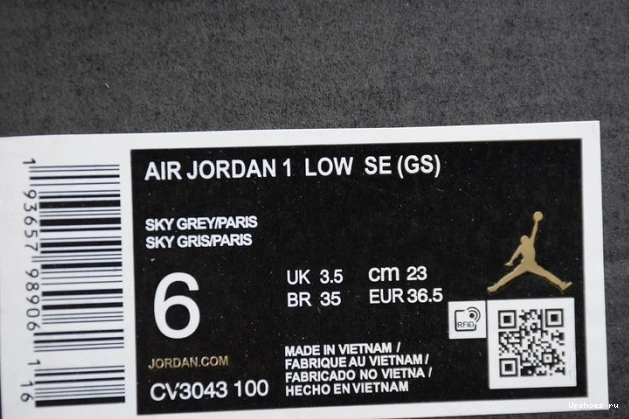 AIR JORDAN 1 LOW SE (GS)
SKY GREY/PARIS
SKY GRIS/PARIS
6
UK 3.5 cm 23
BR 35 EUR 36.5
RFID
JORDAN.COM
CV3043 100
MADE IN VIETNAM /
FABRIQUE AU VIETNAM /
FABRICADO NO VIETNA /
HECHO EN VIETNAM
1 93657 98906 1 16
Urshoes.ru